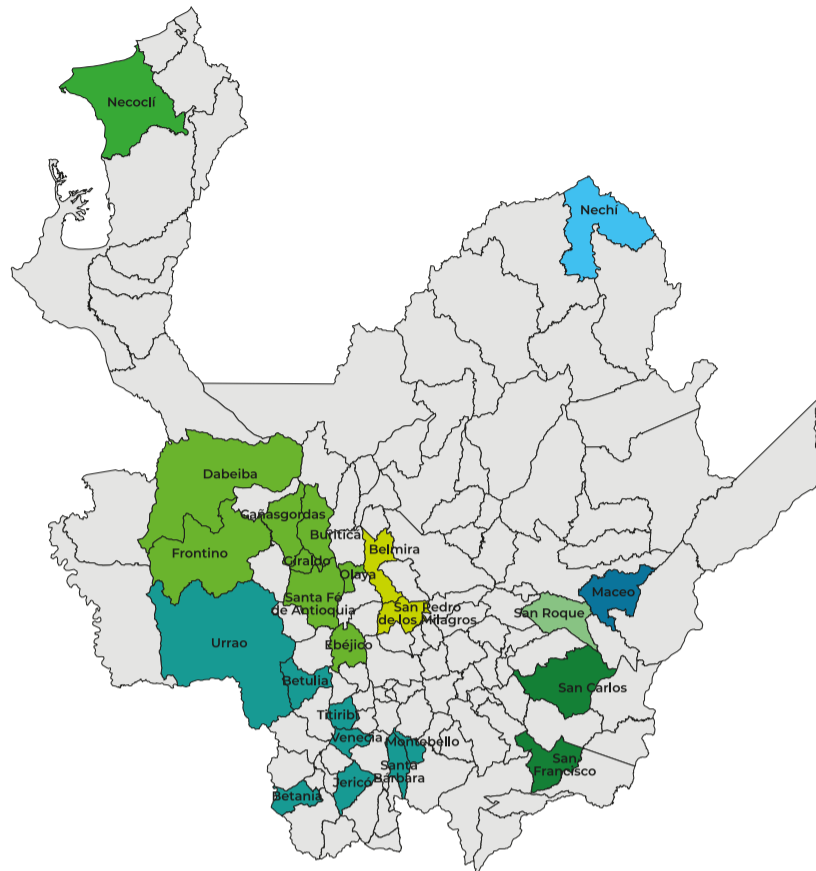 Necoclí
Nechí
Dabeiba
Cañasgordas
Buriticá
Frontino
Belmira
Giraldo
Olaya
Maceo
Santa Fé
de Antioquia
San Pedro
de los Milagros
San Roque
Urrao
Ebéjico
Betulia
San Carlos
Titiribí
Venecia
Montebello
San
Francisco
Santa
Bárbara
Jericó
Betania